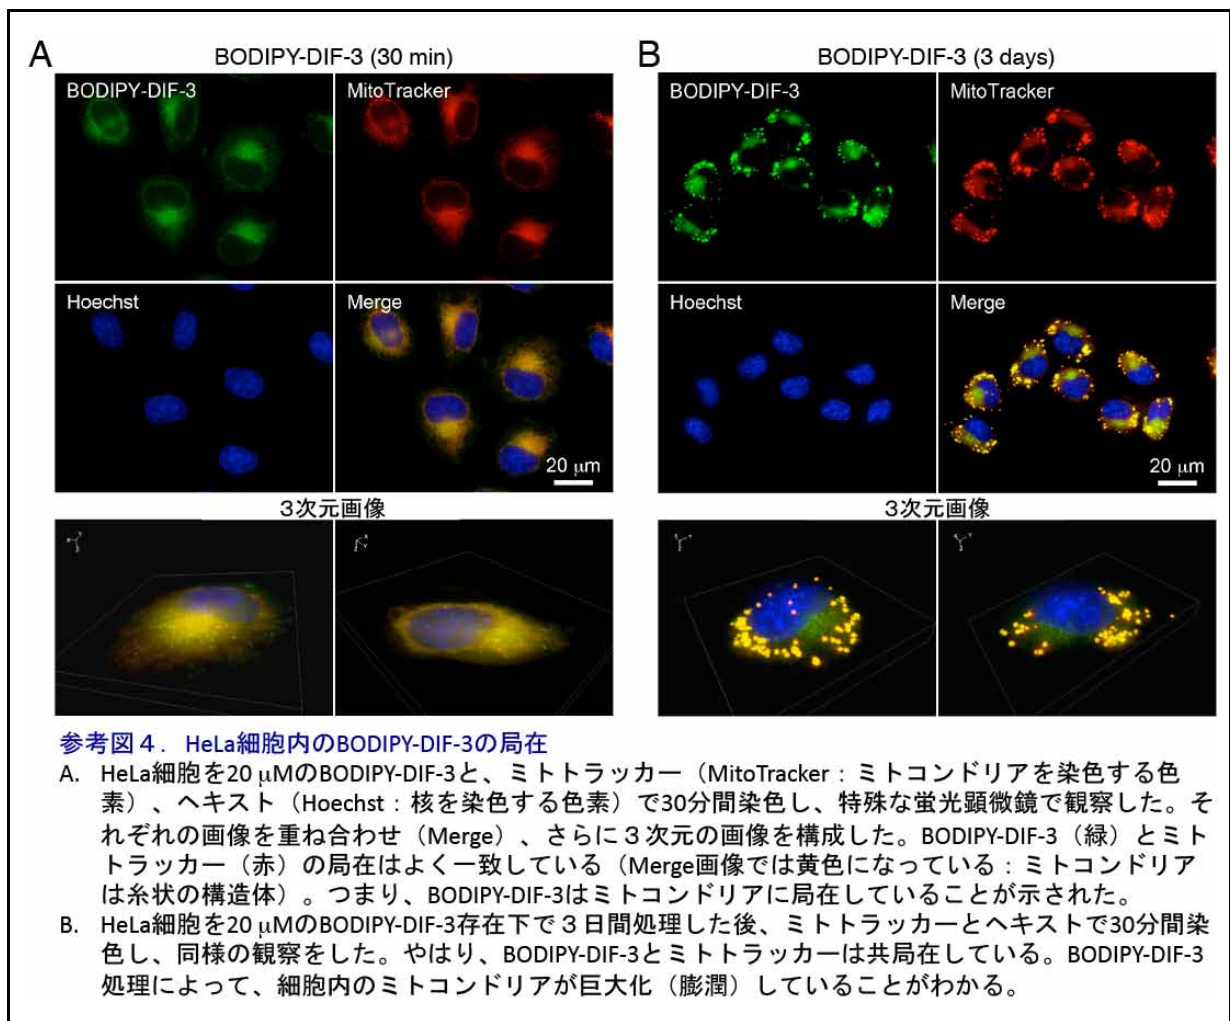 A
BODIPY-DIF-3 (30 min)
BODIPY-DIF-3
MitoTracker
Hoechst
Merge
20 μm
3次元画像
B
BODIPY-DIF-3 (3 days)
BODIPY-DIF-3
MitoTracker
Hoechst
Merge
20 μm
3次元画像
参考図4. HeLa細胞内のBODIPY-DIF-3の局在
A. HeLa細胞を20 μMのBODIPY-DIF-3と、ミトトラッカー（MitoTracker：ミトコンドリアを染色する色
素）、ヘキスト（Hoechst：核を染色する色素）で30分間染色し、特殊な蛍光顕微鏡で観察した。そ
れぞれの画像を重ね合わせ（Merge）、さらに３次元の画像を構成した。BODIPY-DIF-3（緑）とミト
トラッカー（赤）の局在はよく一致している（Merge画像では黄色になっている：ミトコンドリア
は糸状の構造体）。つまり、BODIPY-DIF-3はミトコンドリアに局在していることが示された。
B. HeLa細胞を20 μMのBODIPY-DIF-3存在下で３日間処理した後、ミトトラッカーとヘキストで30分間染
色し、同様の観察をした。やはり、BODIPY-DIF-3とミトトラッカーは共局在している。BODIPY-DIF-3
処理によって、細胞内のミトコンドリアが巨大化（膨潤）していることがわかる。